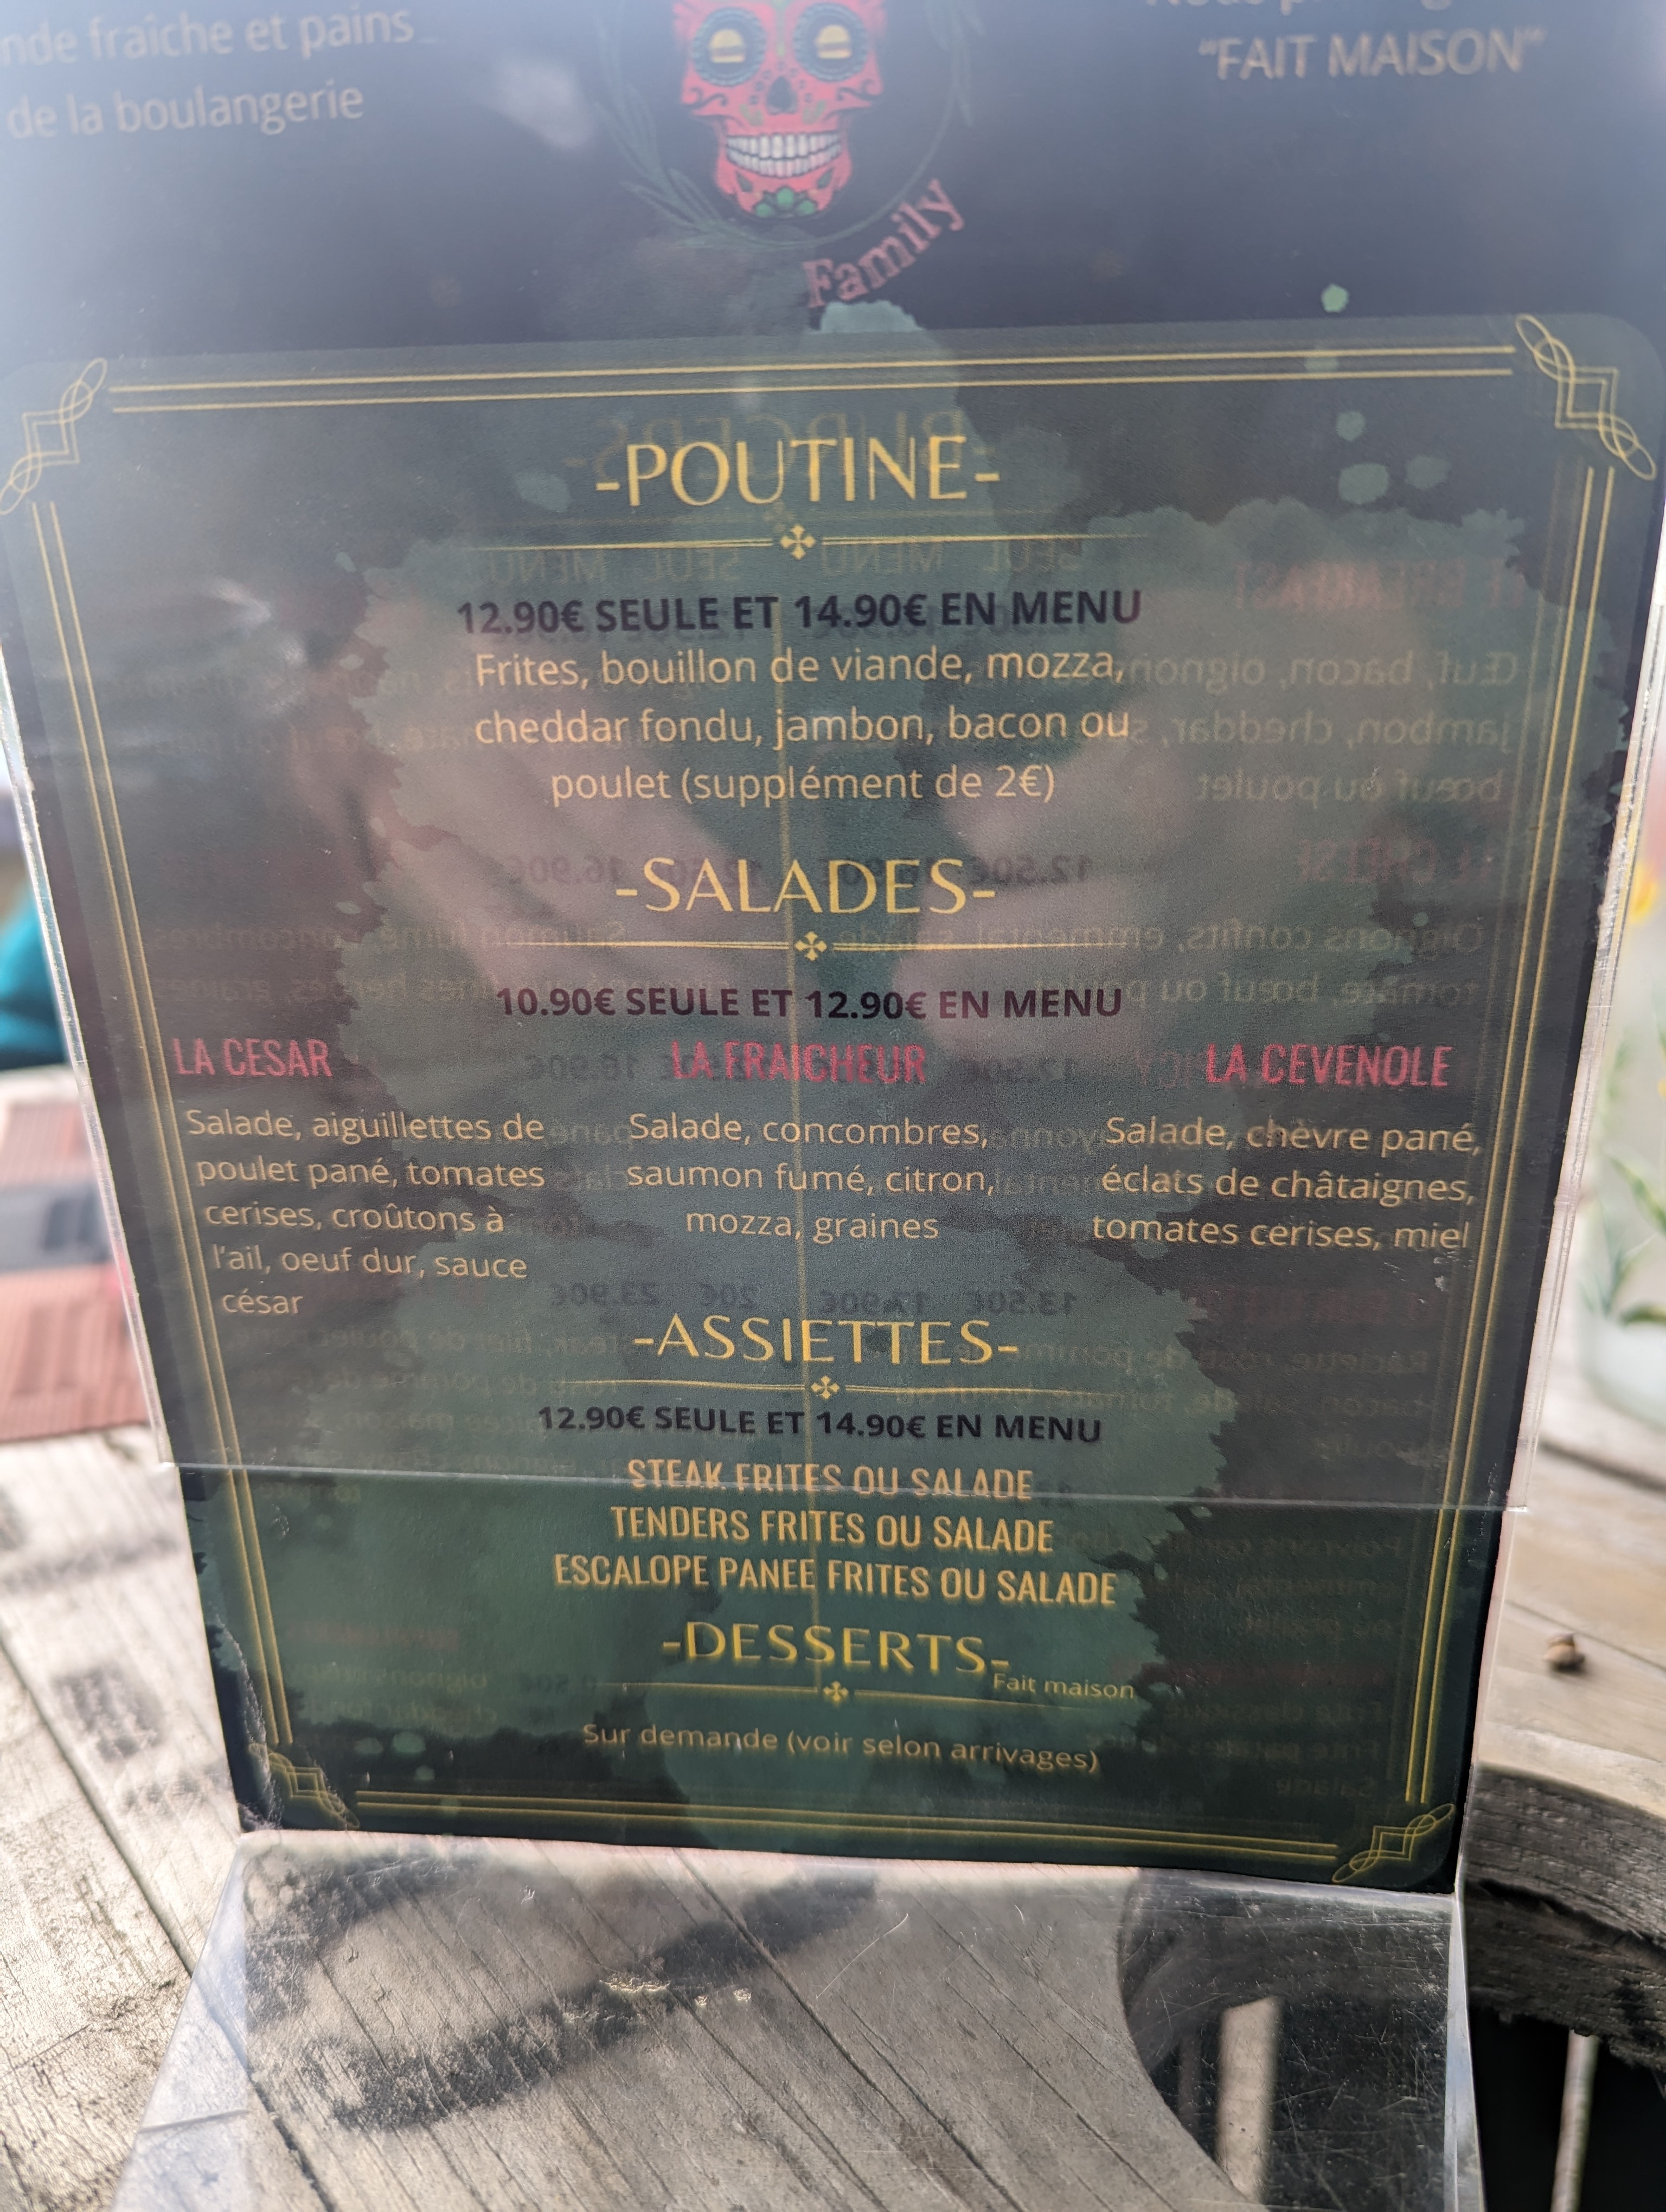 nde fraîche et pains
de la boulangerie
"FAIT MAISON"
Family
-POUTINE-
12.90€ SEULE ET 14.90€ EN MENU
Frites, bouillon de viande, mozza,
cheddar fondu, jambon, bacon ou
poulet (supplément de 2€)
-SALADES-
10.90€ SEULE ET 12.90€ EN MENU
LA CESAR
Salade, aiguillettes de
poulet pané, tomates
cerises, croûtons à
l'ail, oeuf dur, sauce
césar
LA FRAICHEUR
Salade, concombres,
saumon fumé, citron,
mozza, graines
LA CEVENOLE
Salade, chèvre pané,
éclats de châtaignes,
tomates cerises, miel
-ASSIETTES-
12.90€ SEULE ET 14.90€ EN MENU
STEAK FRITES OU SALADE
TENDERS FRITES OU SALADE
ESCALOPE PANEE FRITES OU SALADE
-DESSERTS-
Fait maison
Sur demande (voir selon arrivages)